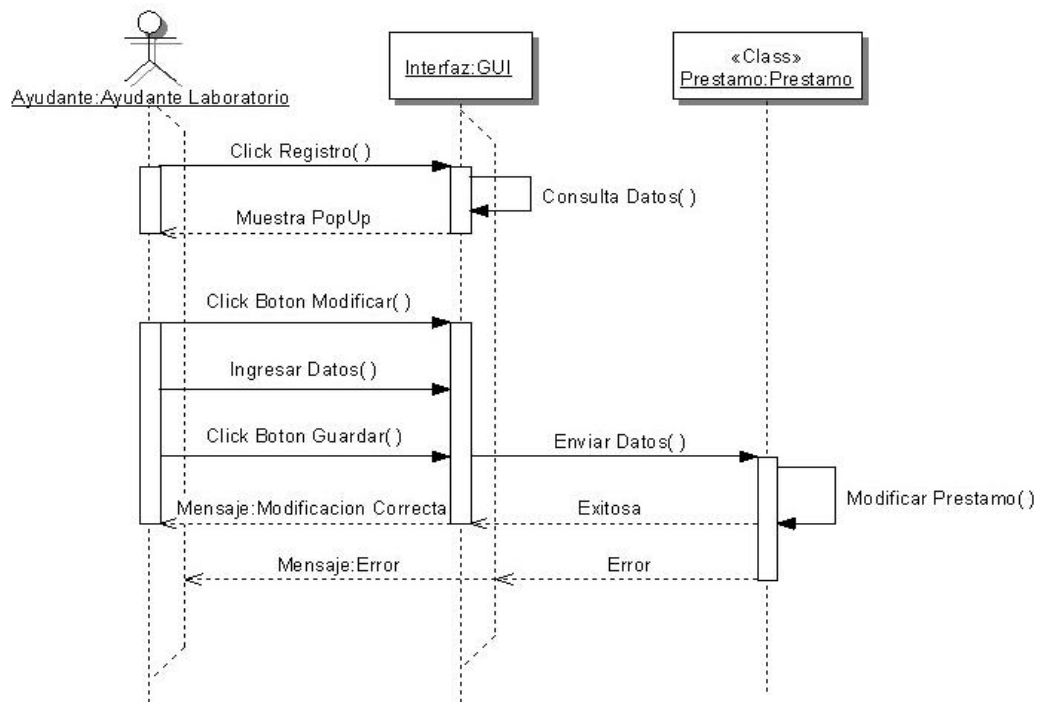 Ayudante:Ayudante Laboratorio
Interfaz:GUI
«Class»
Prestamo:Prestamo
Click Registro( )
Consulta Datos( )
Muestra PopUp
Click Boton Modificar( )
Ingresar Datos( )
Click Boton Guardar( )
Enviar Datos( )
Modificar Prestamo( )
Mensaje:Modificacion Correcta
Exitosa
Mensaje:Error
Error